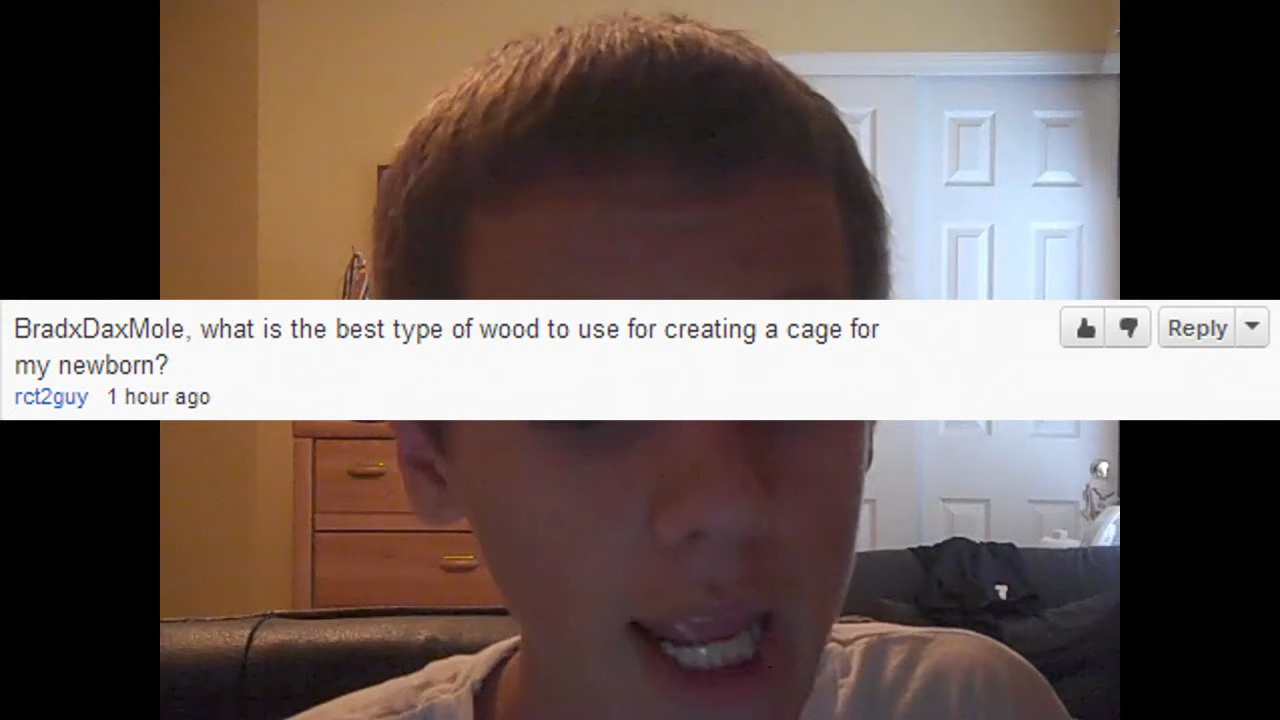 BradxDaxMole, what is the best type of wood to use for creating a cage for
my newborn?
rct2guy 1 hour ago
Reply